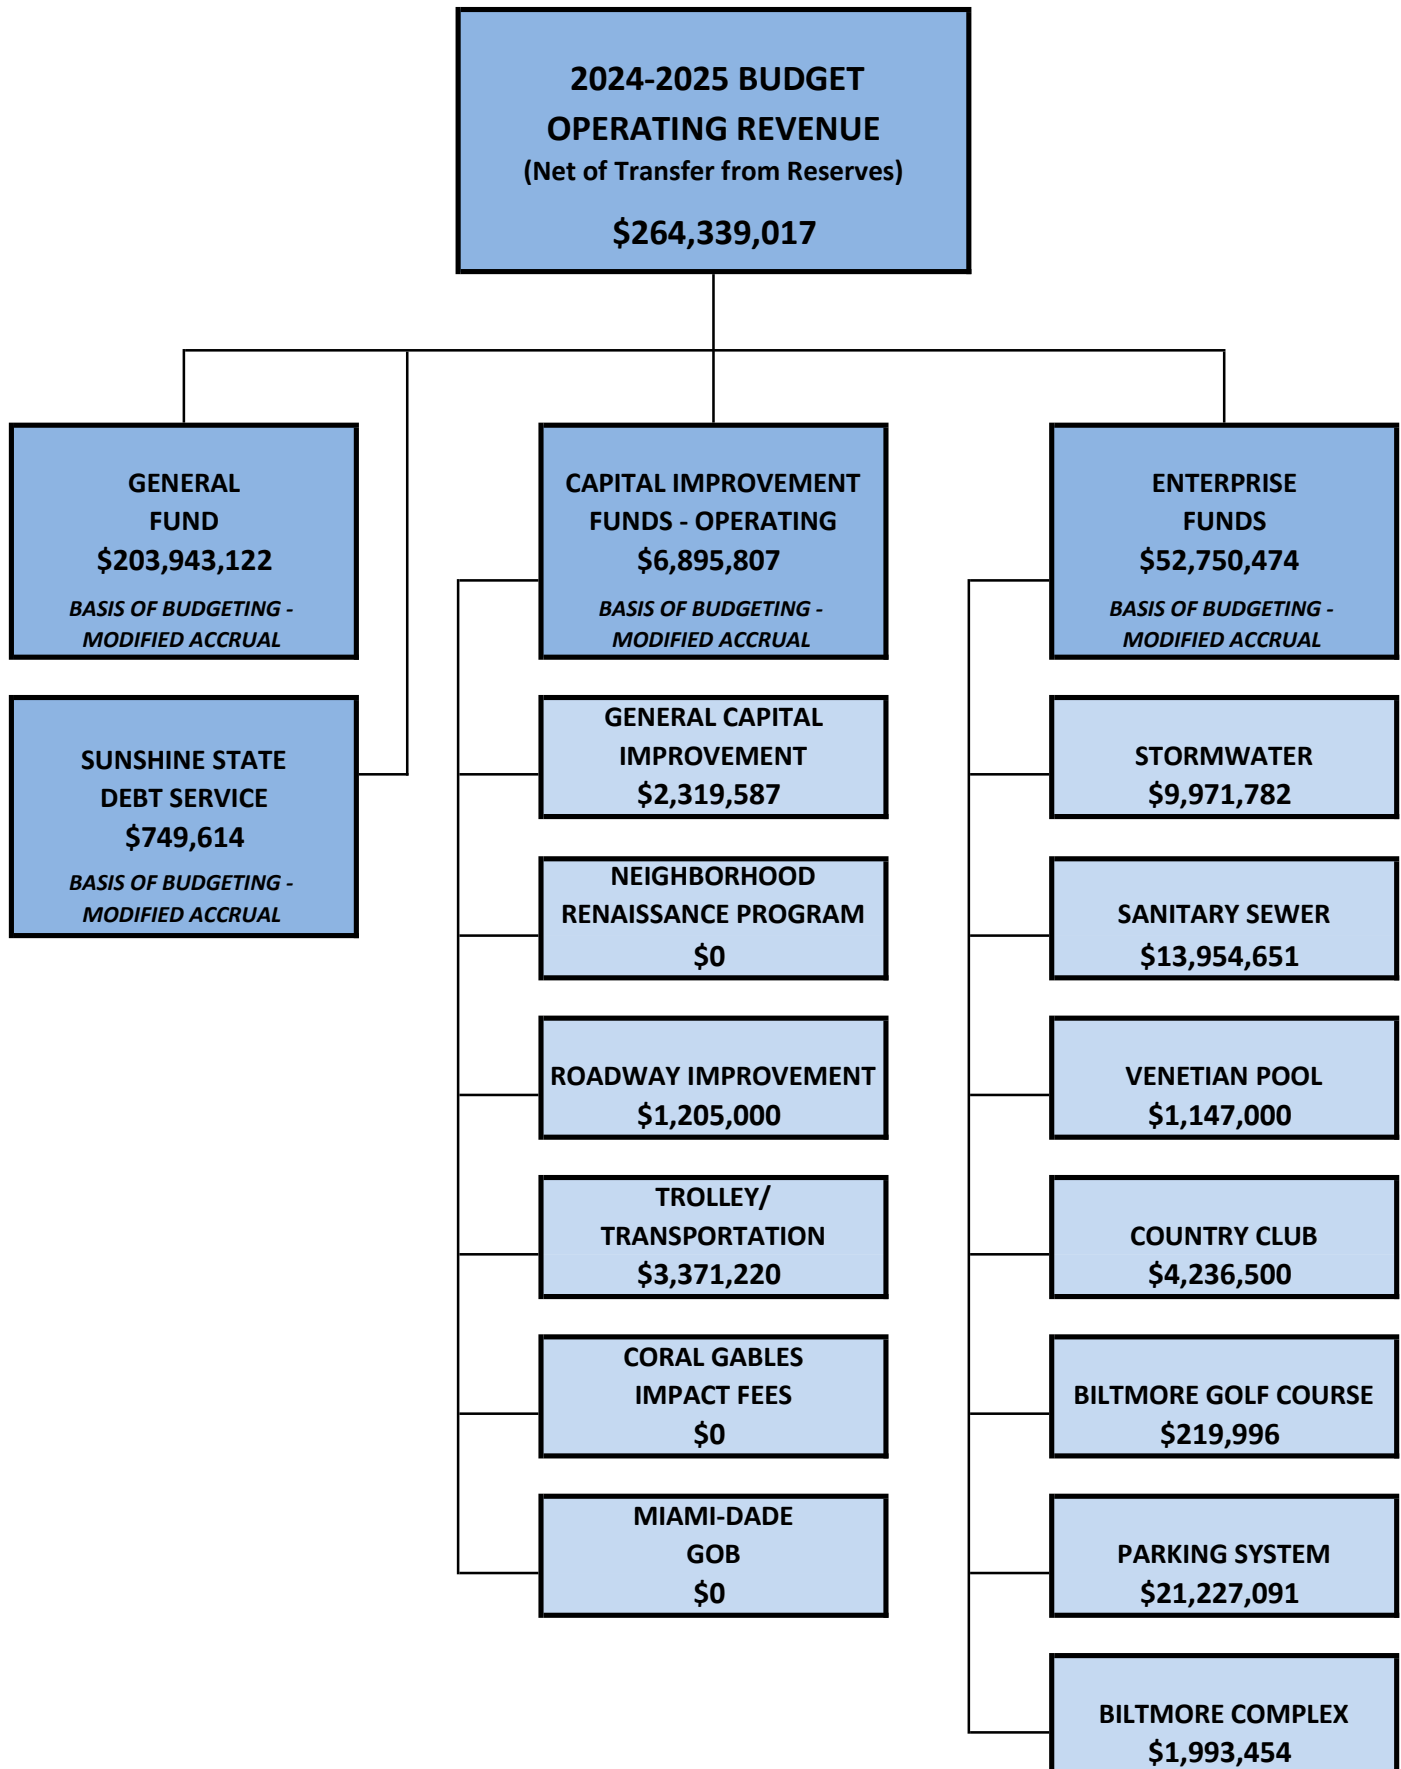 2024-2025 BUDGET
OPERATING REVENUE
(Net of Transfer from Reserves)
$264,339,017
GENERAL
FUND
$203,943,122
BASIS OF BUDGETING -
MODIFIED ACCRUAL
SUNSHINE STATE
DEBT SERVICE
$749,614
BASIS OF BUDGETING -
MODIFIED ACCRUAL
CAPITAL IMPROVEMENT
FUNDS - OPERATING
$6,895,807
BASIS OF BUDGETING -
MODIFIED ACCRUAL
GENERAL CAPITAL
IMPROVEMENT
$2,319,587
NEIGHBORHOOD
RENAISSANCE PROGRAM
$0
ROADWAY IMPROVEMENT
$1,205,000
TROLLEY/
TRANSPORTATION
$3,371,220
CORAL GABLES
IMPACT FEES
$0
MIAMI-DADE
GOB
$0
ENTERPRISE
FUNDS
$52,750,474
BASIS OF BUDGETING -
MODIFIED ACCRUAL
STORMWATER
$9,971,782
SANITARY SEWER
$13,954,651
VENETIAN POOL
$1,147,000
COUNTRY CLUB
$4,236,500
BILTMORE GOLF COURSE
$219,996
PARKING SYSTEM
$21,227,091
BILTMORE COMPLEX
$1,993,454